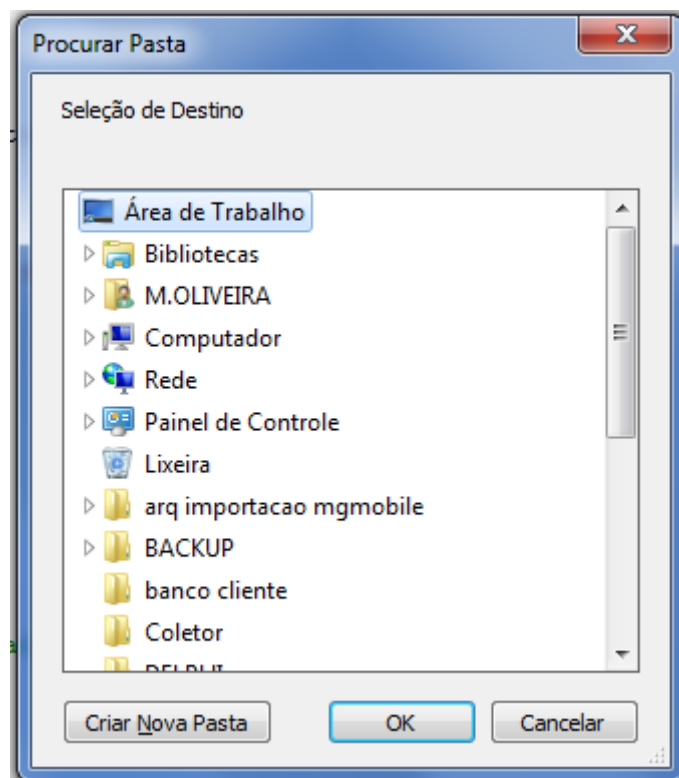 Procurar Pasta
Seleção de Destino
Área de Trabalho
Bibliotecas
M.OLIVEIRA
Computador
Rede
Painel de Controle
Lixeira
arq importacao mgmobile
BACKUP
banco cliente
Coletor
Criar Nova Pasta
OK
Cancelar